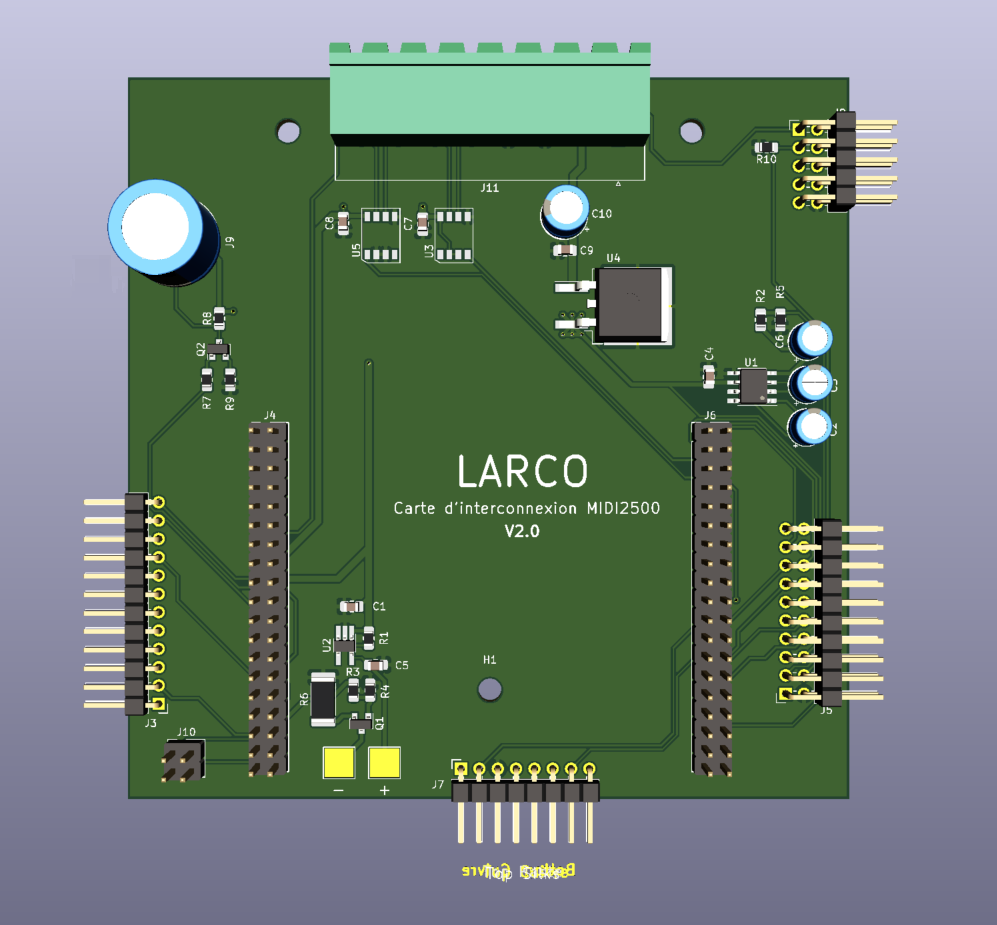 J11
R10
C10
C8
C7
J9
U5
U3
C9
U4
R8
R2
R5
Q2
C6
C4
U1
R7
R9
J4
J6
LARCO
Carte d'interconnexion MIDI2500
V2.0
C1
U2
R1
C5
H1
R3
R4
R6
J3
Q1
J5
J10
J7
- +
Bottom Cuivre